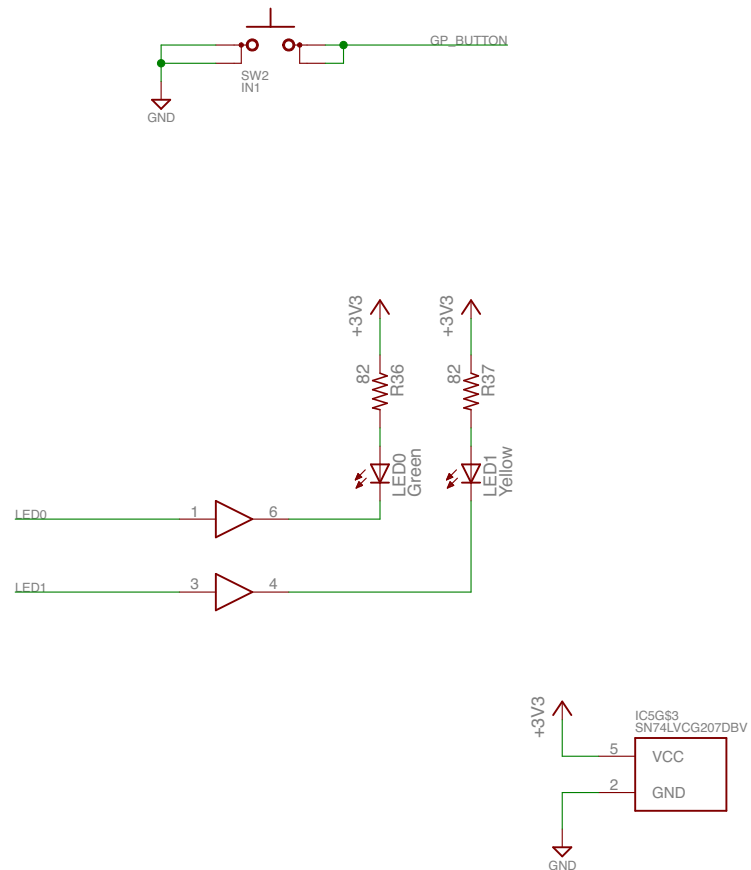 GP_BUTTON
SW2
IN1
GND
+3V3
+3V3
82
R36
82
R37
LED0
Green
LED1
Yellow
LED0
1
6
LED1
3
4
+3V3
IC5G$3
SN74LVCG207DBV
5
VCC
2
GND
GND